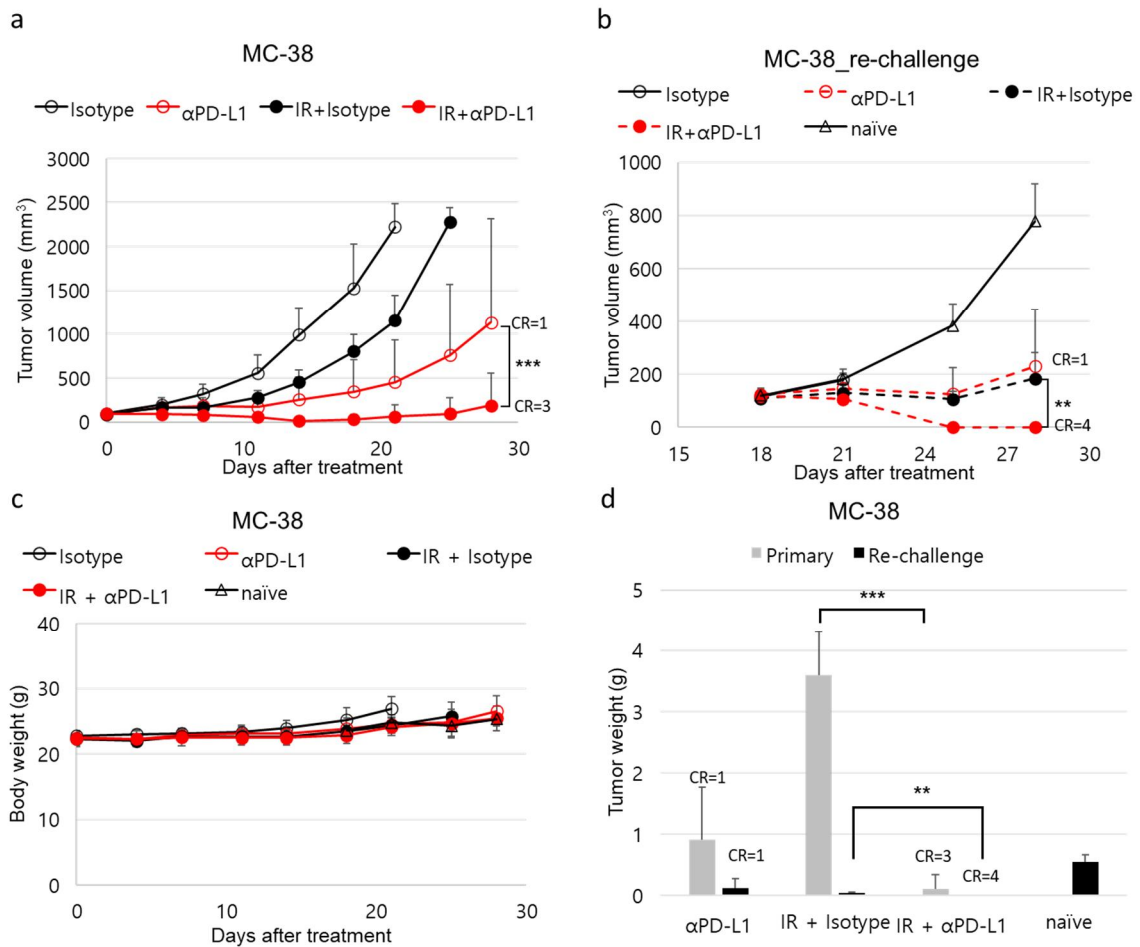 a
MC-38
Isotype αPD-L1 IR+Isotype IR+αPD-L1
3000
2500
2000
1500
1000
500
0
Tumor volume (mm3)
0 10 20 30
Days after treatment
CR=1
***
CR=3
b
MC-38_re-challenge
Isotype αPD-L1 IR+Isotype
IR+αPD-L1 naïve
1000
800
600
400
200
0
Tumor volume (mm3)
15 18 21 24 27 30
Days after treatment
CR=1
**
CR=4
c
MC-38
Isotype αPD-L1 IR + Isotype
IR + αPD-L1 naïve
40
30
20
10
0
Body weight (g)
0 10 20 30
Days after treatment
d
MC-38
Primary Re-challenge
5
4
3
2
1
0
Tumor weight (g)
***
**
CR=1
CR=1
CR=3
CR=4
αPD-L1 IR + Isotype IR + αPD-L1 naïve